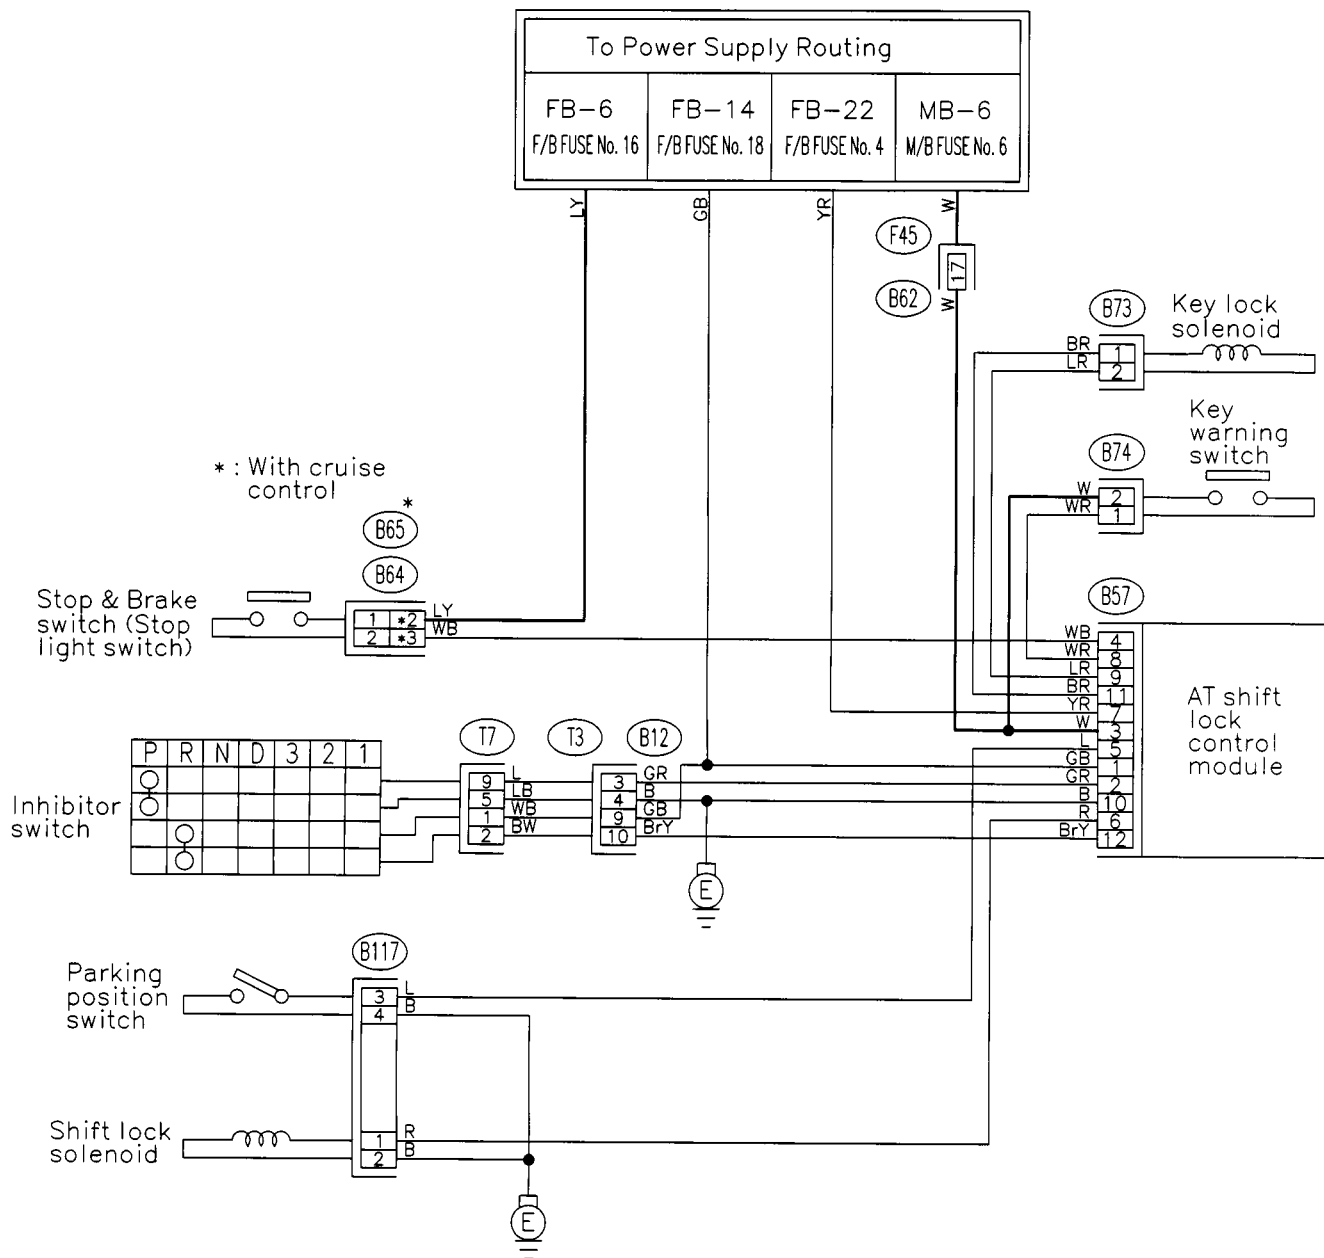 To Power Supply Routing
FB-6 FB-14 FB-22 MB-6
F/B FUSE No. 16 F/B FUSE No. 18 F/B FUSE No. 4 M/B FUSE No. 6
LY GB YR W
F45
17
B62
W
B73
Key lock
solenoid
BR 1
LR 2
Key
warning
switch
B74
W 2
WR 1
* : With cruise
control
*
B65
B64
Stop & Brake
switch (Stop
light switch)
1 *2 LY
2 *3 WB
B57
WB 4
WR 8
LR 9
BR 11
YR 7
W 3
L 5
GB 1
GR 2
B 10
R 6
BrY 12
AT shift
lock
control
module
T7 T3 B12
P R N D 3 2 1
Inhibitor
switch
9 L 3 GR
5 LB 4 B
1 WB 9 GB
2 BW 10 BrY
E
B117
Parking
position
switch
3 L
4 B
Shift lock
solenoid
1 R
2 B
E